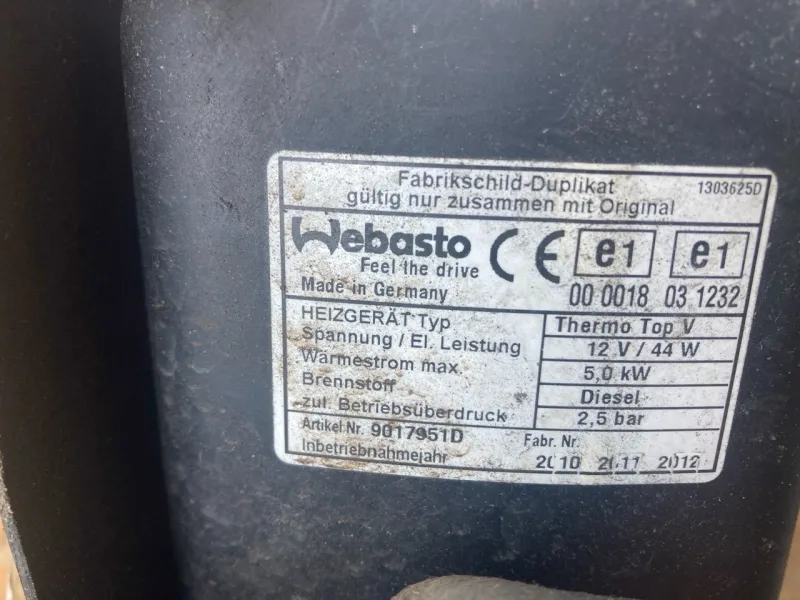 Fabrikschild-Duplikat 1303625D
gültig nur zusammen mit Original
Webasto CE e1 e1
Feel the drive
Made in Germany 00 0018 03 1232
HEIZGERÄT Typ Thermo Top V
Spannung / El. Leistung 12 V / 44 W
Wärmestrom max. 5,0 kW
Brennstoff Diesel
zul. Betriebsüberdruck 2,5 bar
Artikel Nr. 9017951D Fabr. Nr.
Inbetriebnahmejahr 2010 2011 2012